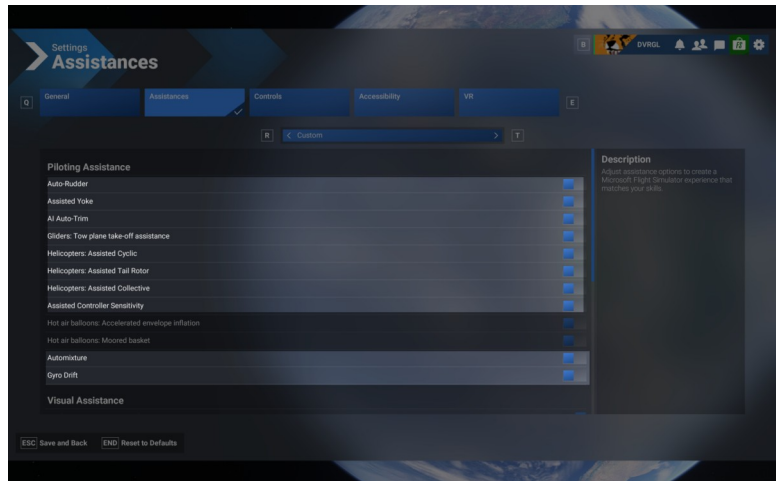 Settings
Assistances
B
DVRGL
Q
General
Assistances
Controls
Accessibility
VR
E
R
Custom
T
Piloting Assistance
Auto-Rudder
Assisted Yoke
AI Auto-Trim
Gliders: Tow plane take-off assistance
Helicopters: Assisted Cyclic
Helicopters: Assisted Tail Rotor
Helicopters: Assisted Collective
Assisted Controller Sensitivity
Hot air balloons: Accelerated envelope inflation
Hot air balloons: Moored basket
Automixture
Gyro Drift
Visual Assistance
Description
Adjust assistance options to create a
Microsoft Flight Simulator experience that
matches your skills.
ESC Save and Back
END Reset to Defaults